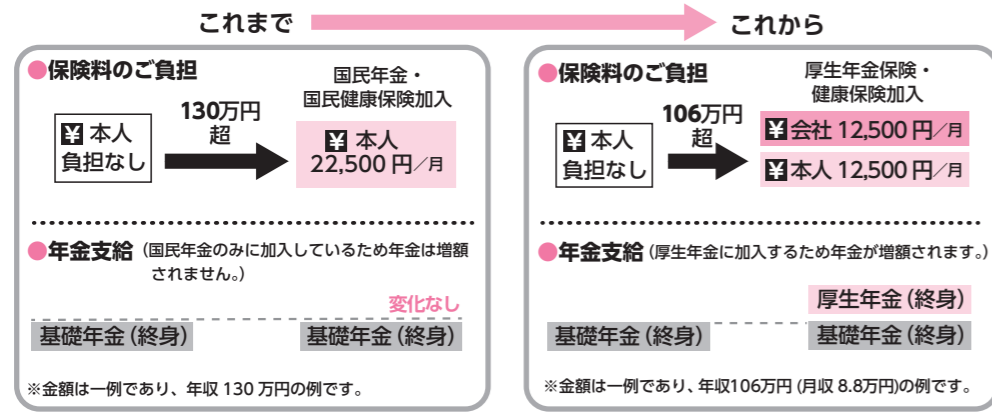 これまで
これから
●保険料のご負担
国民年金・
国民健康保険加入
130万円
超
¥ 本人
負担なし
¥ 本人
22,500 円/月
●年金支給(国民年金のみに加入しているため年金は増額
されません。)
変化なし
基礎年金(終身)
基礎年金(終身)
※金額は一例であり、年収 130 万円の例です。
●保険料のご負担
厚生年金保険・
健康保険加入
106万円
超
¥ 本人
負担なし
¥ 会社 12,500 円/月
¥ 本人 12,500 円/月
●年金支給(厚生年金に加入するため年金が増額されます。)
厚生年金(終身)
基礎年金(終身)
基礎年金(終身)
※金額は一例であり、年収106万円 (月収 8.8万円)の例です。